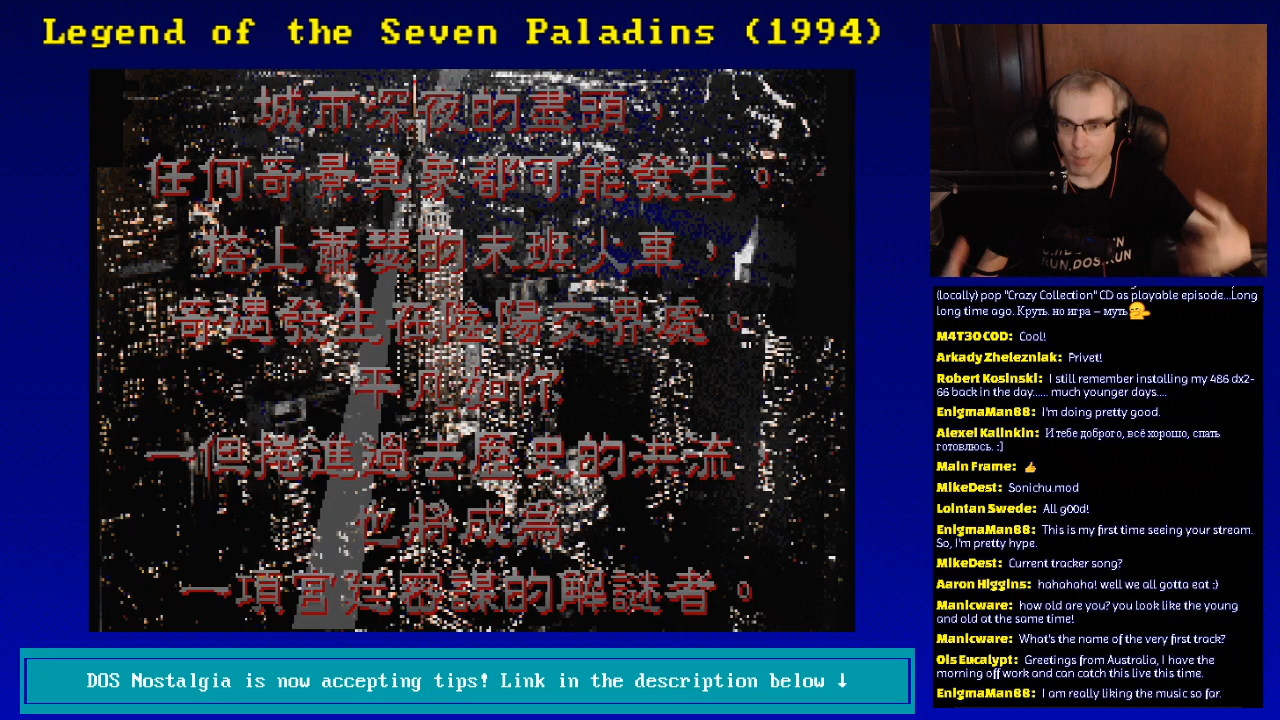 Legend of the Seven Paladins (1994)
城市深夜的盡頭，
任何奇景異象都可能發生。
搭上蕭瑟的末班火車，
奇遇發生在陰陽交界處。
平凡如你
一但捲進過去歷史的洪流，
也將成為
一項宮廷密謀的解謎者。
DOS Nostalgia is now accepting tips! Link in the description below ↓
RUN,DOS,RUN
(locally) pop "Crazy Collection" CD as playable episode...Long
long time ago. Круть. но игра – муть
M4T30COD: Cool!
Arkady Zhelezniak: Privet!
Robert Kosinski: I still remember installing my 486 dx2-
66 back in the day...... much younger days....
EnigmaMan88: I'm doing pretty good.
Alexei Kalinkin: И тебе доброго, всё хорошо, спать
готовлюсь. :]
Main Frame: 👍
MikeDest: Sonichu.mod
Lointan Swede: All g00d!
EnigmaMan88: This is my first time seeing your stream.
So, I'm pretty hype.
MikeDest: Current tracker song?
Aaron Higgins: hahahaha! well we all gotta eat :)
Manicware: how old are you? you look like the young
and old at the same time!
Manicware: What's the name of the very first track?
Ols Eucalypt: Greetings from Australia, I have the
morning off work and can catch this live this time.
EnigmaMan88: I am really liking the music so far.